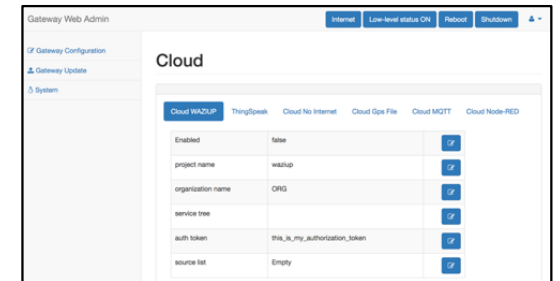 Gateway Web Admin
Internet Low-level status ON Reboot Shutdown
Gateway Configuration
Gateway Update
System
Cloud
Cloud WAZIUP ThingSpeak Cloud No Internet Cloud Gps File Cloud MQTT Cloud Node-RED
Enabled false
project name waziup
organization name ORG
service tree
auth token this_is_my_authorization_token
source list Empty